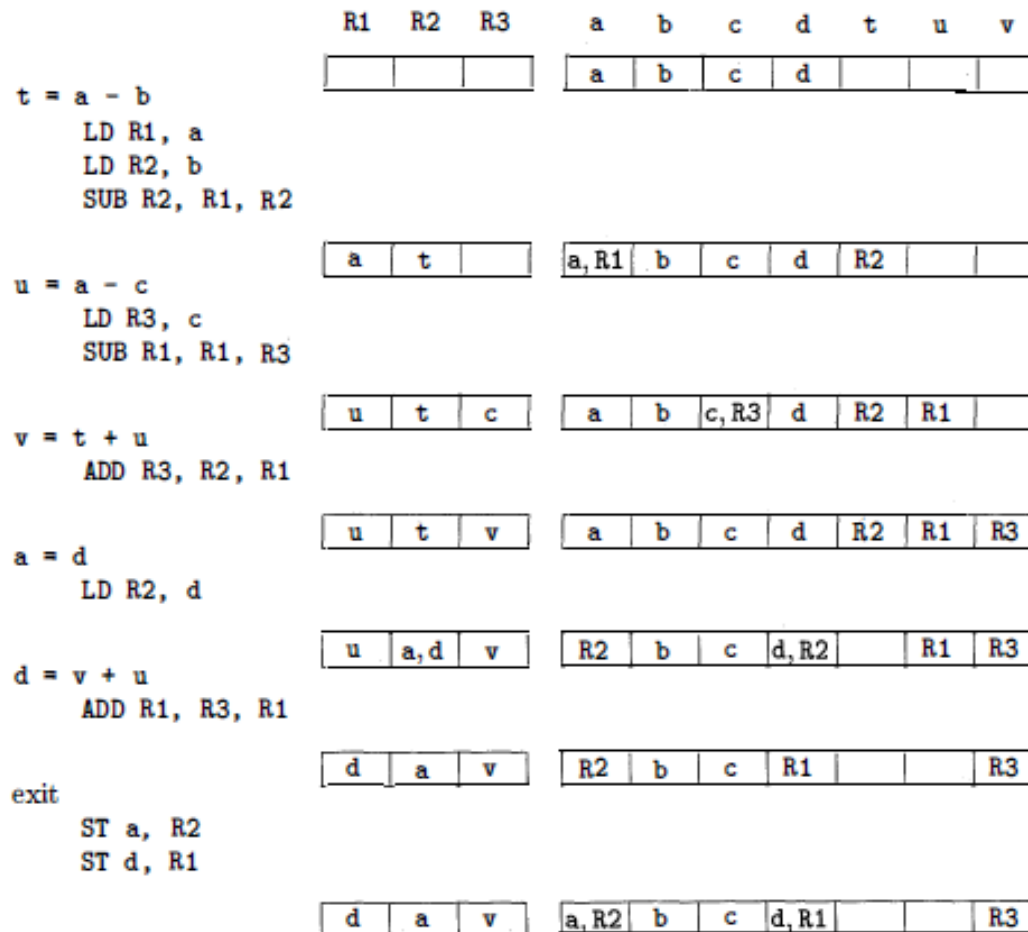 R1 R2 R3 a b c d t u v
a b c d
t = a - b
LD R1, a
LD R2, b
SUB R2, R1, R2
a t a, R1 b c d R2
u = a - c
LD R3, c
SUB R1, R1, R3
u t c a b c, R3 d R2 R1
v = t + u
ADD R3, R2, R1
u t v a b c d R2 R1 R3
a = d
LD R2, d
u a, d v R2 b c d, R2 R1 R3
d = v + u
ADD R1, R3, R1
d a v R2 b c R1 R3
exit
ST a, R2
ST d, R1
d a v a, R2 b c d, R1 R3